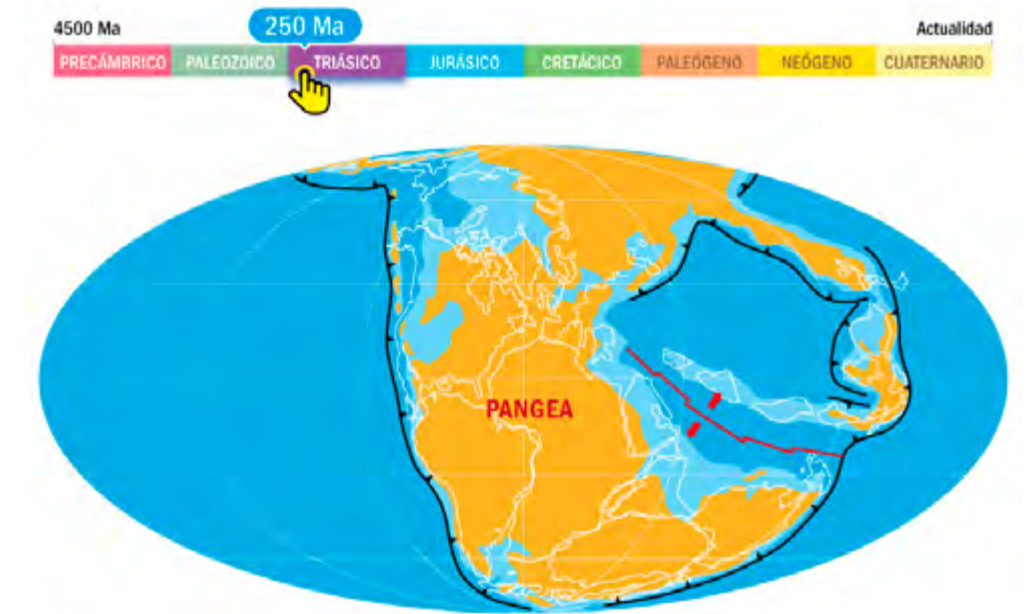 4500 Ma
250 Ma
Actualidad
PRECÁMBRICO PALEOZOICO TRIÁSICO JURÁSICO CRETÁCICO PALEÓGENO NEÓGENO CUATERNARIO
PANGEA